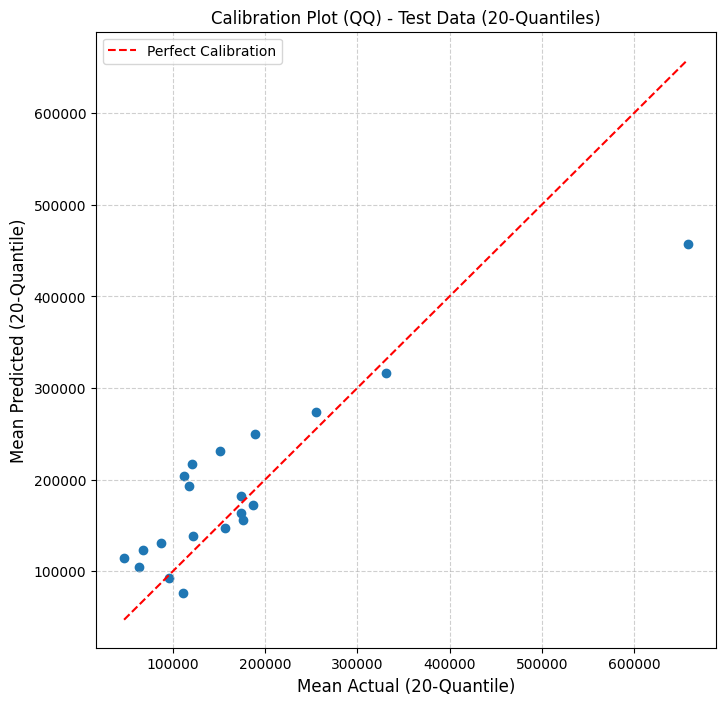 Calibration Plot (QQ) - Test Data (20-Quantiles)
Perfect Calibration
Mean Predicted (20-Quantile)
600000
500000
400000
300000
200000
100000
100000 200000 300000 400000 500000 600000
Mean Actual (20-Quantile)